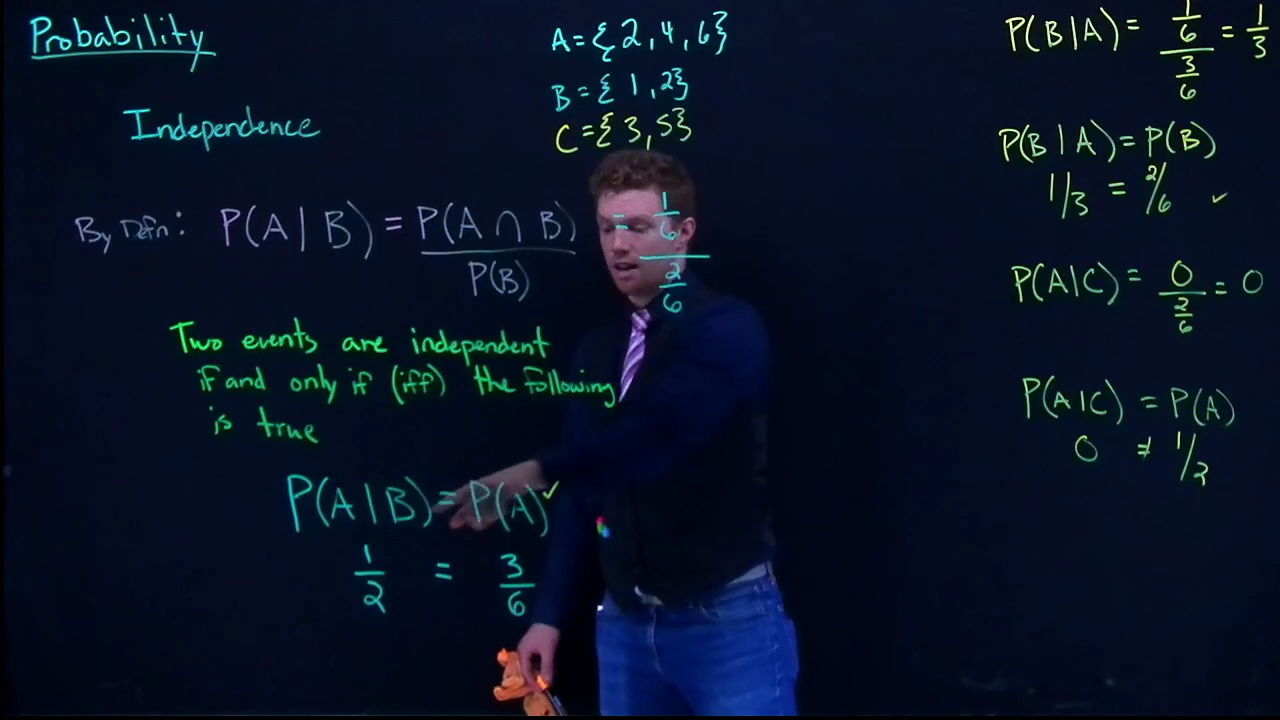 Probability
Independence
A = {2, 4, 6}
B = {1, 2}
C = {3, 5}
By Defn: P(A | B) = P(A ∩ B) / P(B) = (1/6) / (2/6)
Two events are independent
if and only if (iff) the following
is true
P(A | B) = P(A) ✓
1/2 = 3/6
P(B | A) = (1/6) / (3/6) = 1/3
P(B | A) = P(B)
1/3 = 2/6 ✓
P(A | C) = 0 / (2/6) = 0
P(A | C) = P(A)
0 ≠ 1/2